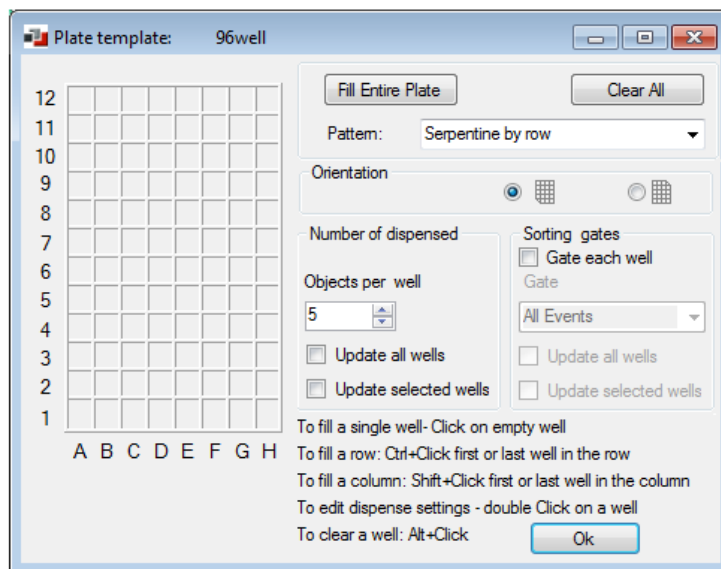 Plate template: 96well
12
11
10
9
8
7
6
5
4
3
2
1
A B C D E F G H
Fill Entire Plate
Clear All
Pattern: Serpentine by row
Orientation
Number of dispensed
Objects per well
5
Update all wells
Update selected wells
Sorting gates
Gate each well
Gate
All Events
Update all wells
Update selected wells
To fill a single well- Click on empty well
To fill a row: Ctrl+Click first or last well in the row
To fill a column: Shift+Click first or last well in the column
To edit dispense settings - double Click on a well
To clear a well: Alt+Click
Ok